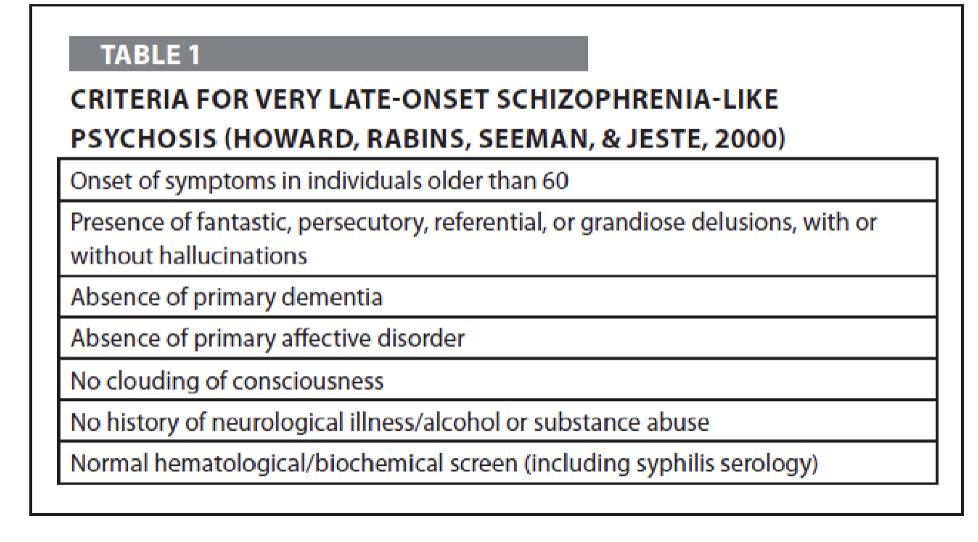 TABLE 1
CRITERIA FOR VERY LATE-ONSET SCHIZOPHRENIA-LIKE
PSYCHOSIS (HOWARD, RABINS, SEEMAN, & JESTE, 2000)
Onset of symptoms in individuals older than 60
Presence of fantastic, persecutory, referential, or grandiose delusions, with or
without hallucinations
Absence of primary dementia
Absence of primary affective disorder
No clouding of consciousness
No history of neurological illness/alcohol or substance abuse
Normal hematological/biochemical screen (including syphilis serology)